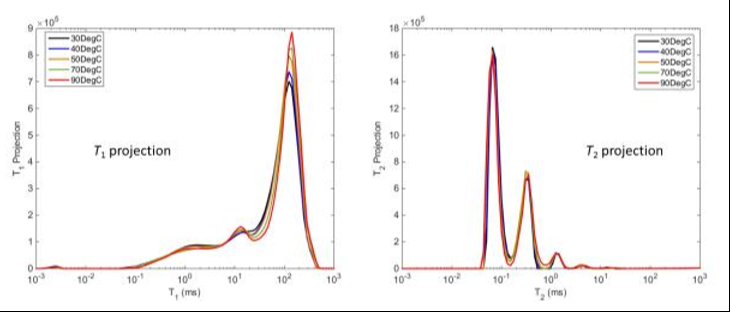 9 ×10⁵
8
7
6
5
4
3
2
1
0
T₁ Projection
30DegC
40DegC
50DegC
70DegC
90DegC
T₁ projection
10⁻³ 10⁻² 10⁻¹ 10⁰ 10¹ 10² 10³
T₁ (ms)
18 ×10⁵
16
14
12
10
8
6
4
2
0
T₂ Projection
30DegC
40DegC
50DegC
70DegC
90DegC
T₂ projection
10⁻³ 10⁻² 10⁻¹ 10⁰ 10¹ 10² 10³
T₂ (ms)